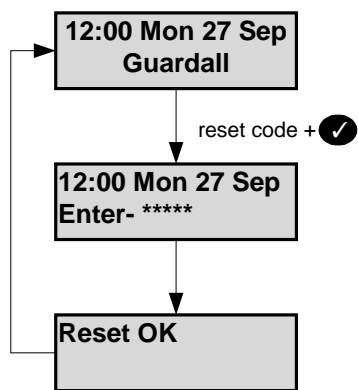 12:00 Mon 27 Sep
Guardall
reset code + ✓
12:00 Mon 27 Sep
Enter- *****
Reset OK